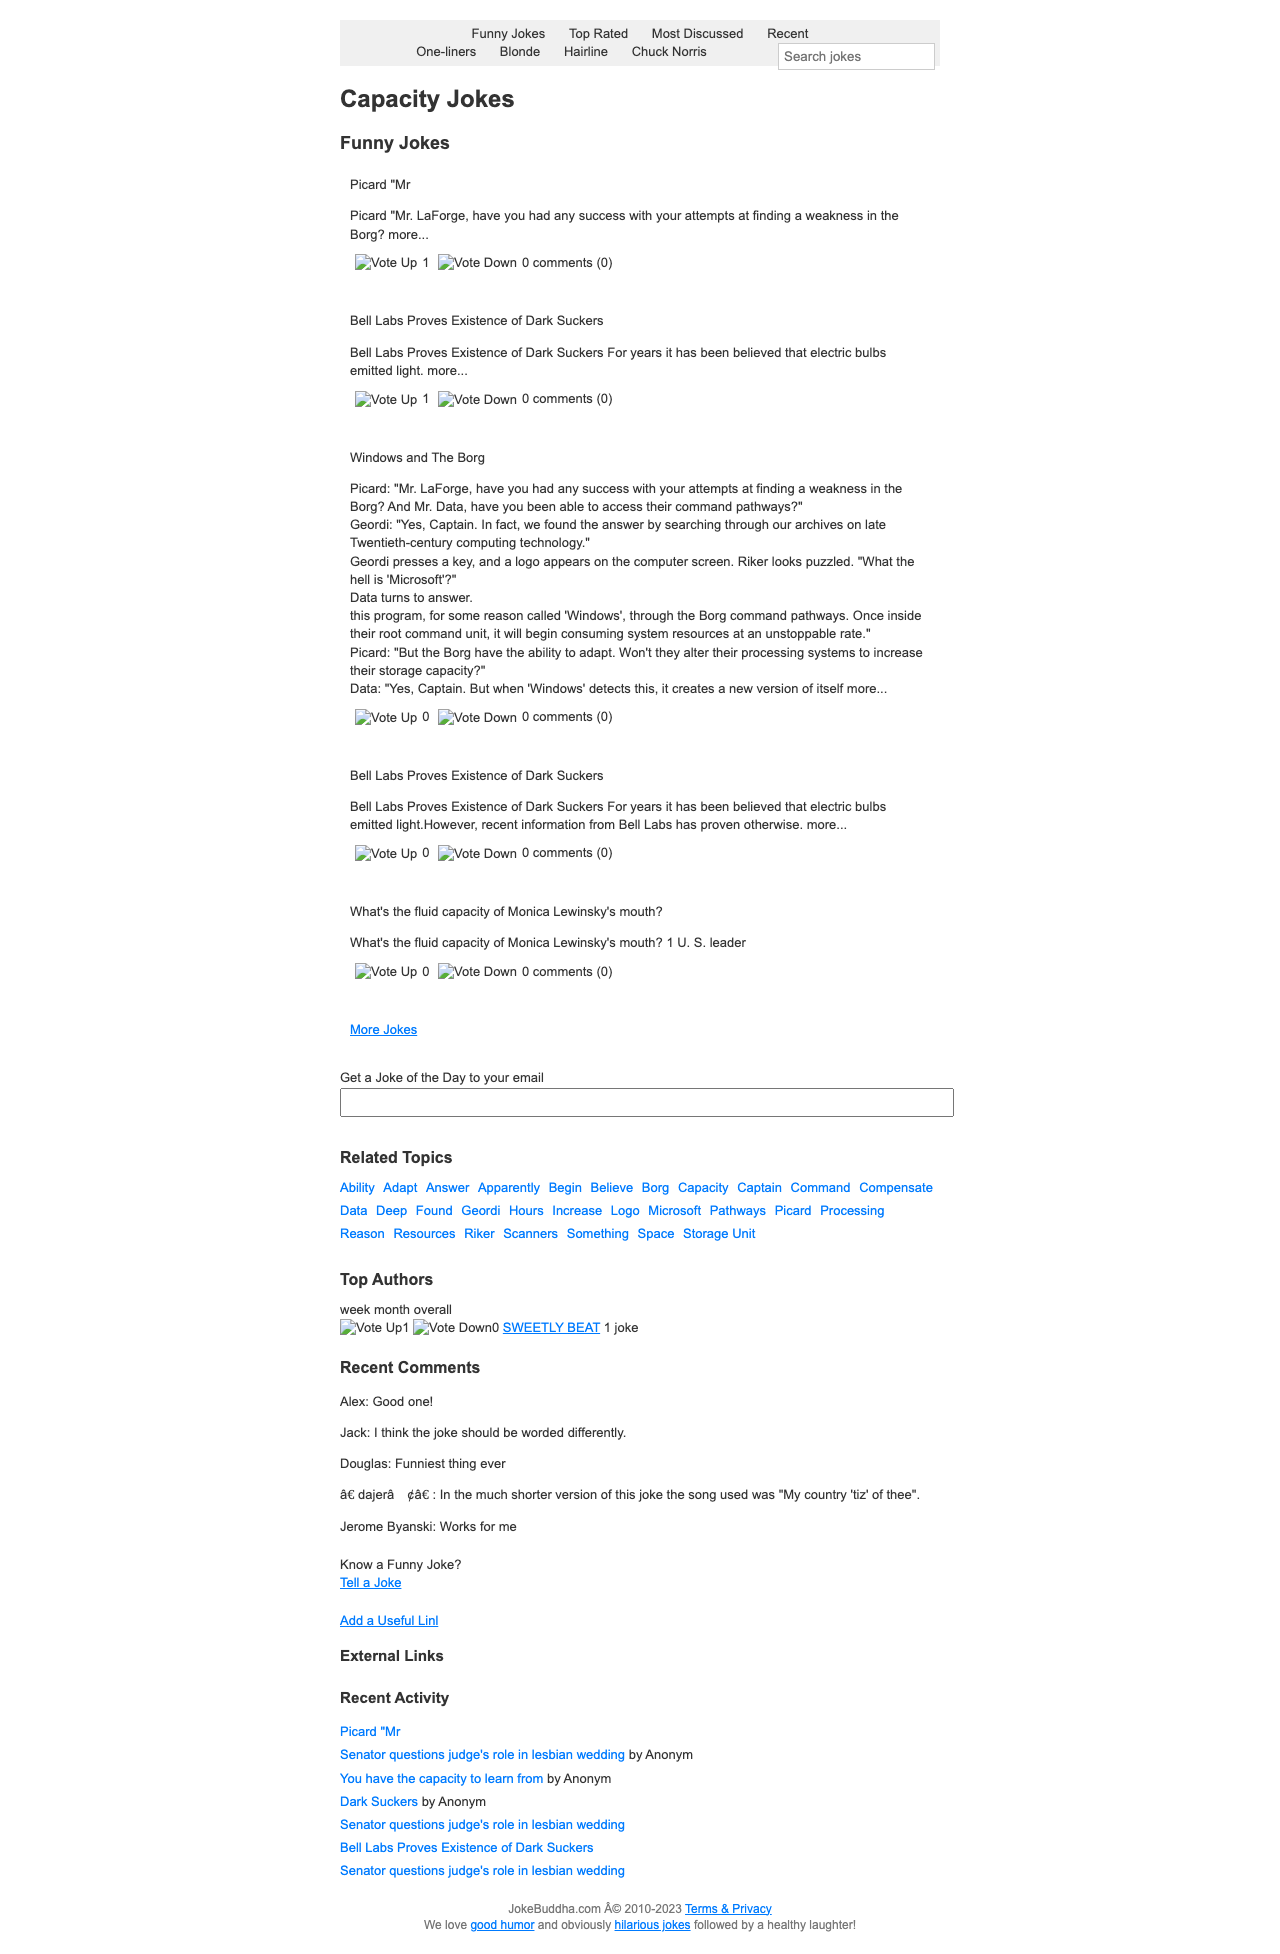 Funny Jokes Top Rated Most Discussed Recent
One-liners Blonde Hairline Chuck Norris Search jokes
Capacity Jokes
Funny Jokes
Picard "Mr
Picard "Mr. LaForge, have you had any success with your attempts at finding a weakness in the
Borg? more...
Vote Up 1 Vote Down 0 comments (0)
Bell Labs Proves Existence of Dark Suckers
Bell Labs Proves Existence of Dark Suckers For years it has been believed that electric bulbs
emitted light. more...
Vote Up 1 Vote Down 0 comments (0)
Windows and The Borg
Picard: "Mr. LaForge, have you had any success with your attempts at finding a weakness in the
Borg? And Mr. Data, have you been able to access their command pathways?"
Geordi: "Yes, Captain. In fact, we found the answer by searching through our archives on late
Twentieth-century computing technology."
Geordi presses a key, and a logo appears on the computer screen. Riker looks puzzled. "What the
hell is 'Microsoft'?"
Data turns to answer.
this program, for some reason called 'Windows', through the Borg command pathways. Once inside
their root command unit, it will begin consuming system resources at an unstoppable rate."
Picard: "But the Borg have the ability to adapt. Won't they alter their processing systems to increase
their storage capacity?"
Data: "Yes, Captain. But when 'Windows' detects this, it creates a new version of itself more...
Vote Up 0 Vote Down 0 comments (0)
Bell Labs Proves Existence of Dark Suckers
Bell Labs Proves Existence of Dark Suckers For years it has been believed that electric bulbs
emitted light.However, recent information from Bell Labs has proven otherwise. more...
Vote Up 0 Vote Down 0 comments (0)
What's the fluid capacity of Monica Lewinsky's mouth?
What's the fluid capacity of Monica Lewinsky's mouth? 1 U. S. leader
Vote Up 0 Vote Down 0 comments (0)
More Jokes
Get a Joke of the Day to your email
Related Topics
Ability Adapt Answer Apparently Begin Believe Borg Capacity Captain Command Compensate
Data Deep Found Geordi Hours Increase Logo Microsoft Pathways Picard Processing
Reason Resources Riker Scanners Something Space Storage Unit
Top Authors
week month overall
Vote Up1 Vote Down0 SWEETLY BEAT 1 joke
Recent Comments
Alex: Good one!
Jack: I think the joke should be worded differently.
Douglas: Funniest thing ever
â€ dajerâ ¢â€ : In the much shorter version of this joke the song used was "My country 'tiz' of thee".
Jerome Byanski: Works for me
Know a Funny Joke?
Tell a Joke
Add a Useful Linl
External Links
Recent Activity
Picard "Mr
Senator questions judge's role in lesbian wedding by Anonym
You have the capacity to learn from by Anonym
Dark Suckers by Anonym
Senator questions judge's role in lesbian wedding
Bell Labs Proves Existence of Dark Suckers
Senator questions judge's role in lesbian wedding
JokeBuddha.com Â© 2010-2023 Terms & Privacy
We love good humor and obviously hilarious jokes followed by a healthy laughter!